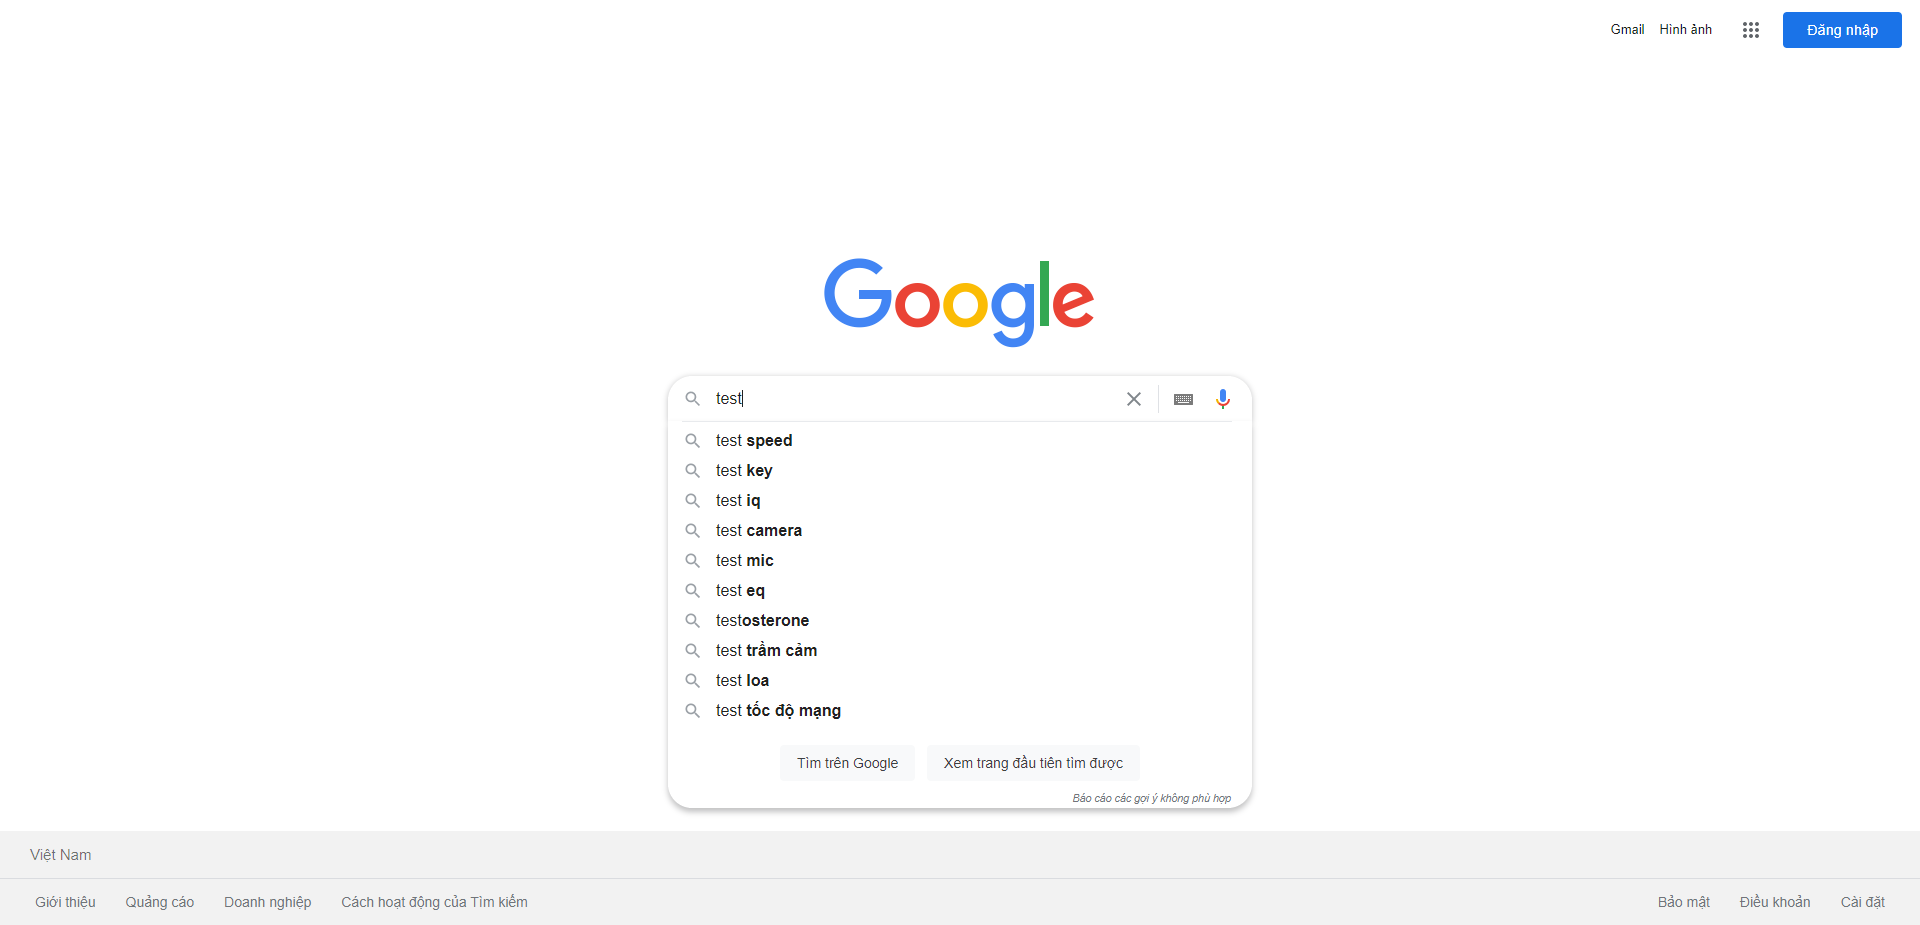 Gmail Hình ảnh Đăng nhập
Google
test
test speed
test key
test iq
test camera
test mic
test eq
testosterone
test trầm cảm
test loa
test tốc độ mạng
Tìm trên Google Xem trang đầu tiên tìm được
Báo cáo các gợi ý không phù hợp
Việt Nam
Giới thiệu Quảng cáo Doanh nghiệp Cách hoạt động của Tìm kiếm Bảo mật Điều khoản Cài đặt